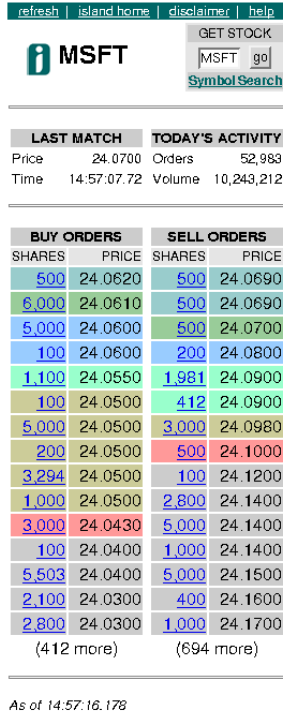 refresh | island home | disclaimer | help
GET STOCK
MSFT
MSFT go
Symbol Search
LAST MATCH TODAY'S ACTIVITY
Price 24.0700 Orders 52,983
Time 14:57:07.72 Volume 10,243,212
BUY ORDERS SELL ORDERS
SHARES PRICE SHARES PRICE
500 24.0620 500 24.0690
6,000 24.0610 500 24.0690
5,000 24.0600 500 24.0700
100 24.0600 200 24.0800
1,100 24.0550 1,981 24.0900
100 24.0500 412 24.0900
5,000 24.0500 3,000 24.0980
200 24.0500 500 24.1000
3,294 24.0500 100 24.1200
1,000 24.0500 2,800 24.1400
3,000 24.0430 5,000 24.1400
100 24.0400 1,000 24.1400
5,503 24.0400 5,000 24.1500
2,100 24.0300 400 24.1600
2,800 24.0300 1,000 24.1700
(412 more) (694 more)
As of 14:57:16.178